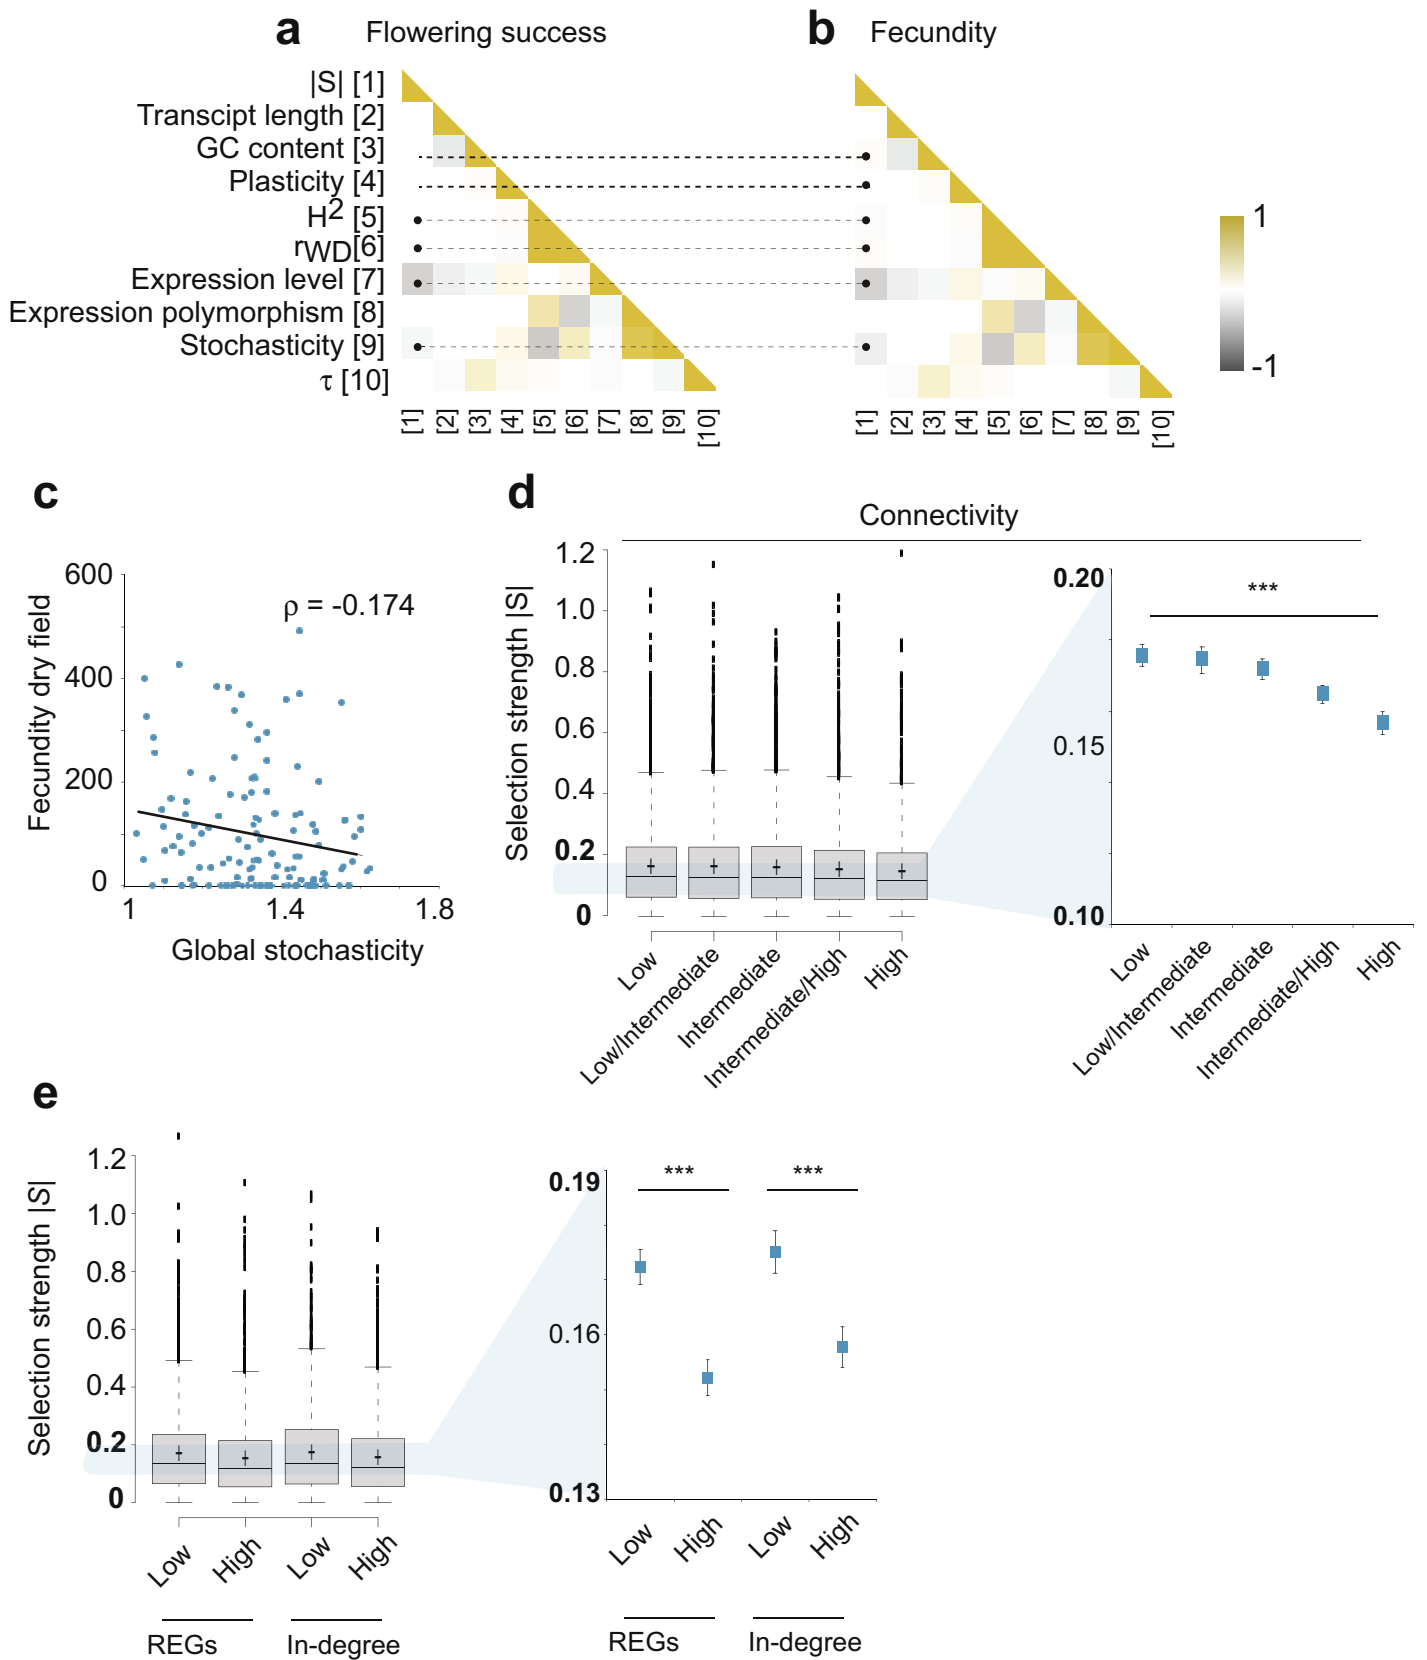 a Flowering success
b Fecundity
|S| [1]
Transcipt length [2]
GC content [3]
Plasticity [4]
H2 [5]
rWD[6]
Expression level [7]
Expression polymorphism [8]
Stochasticity [9]
τ [10]
[1] [2] [3] [4] [5] [6] [7] [8] [9] [10]
[1] [2] [3] [4] [5] [6] [7] [8] [9] [10]
1
-1
c
Fecundity dry field
600
400
200
0
ρ = -0.174
1 1.4 1.8
Global stochasticity
d
Connectivity
Selection strength |S|
1.2
1.0
0.8
0.6
0.4
0.2
0
Low
Low/Intermediate
Intermediate
Intermediate/High
High
0.20
0.15
0.10
***
Low
Low/Intermediate
Intermediate
Intermediate/High
High
e
Selection strength |S|
1.2
1.0
0.8
0.6
0.4
0.2
0
Low High Low High
REGs In-degree
0.19
0.16
0.13
*** ***
Low High Low High
REGs In-degree